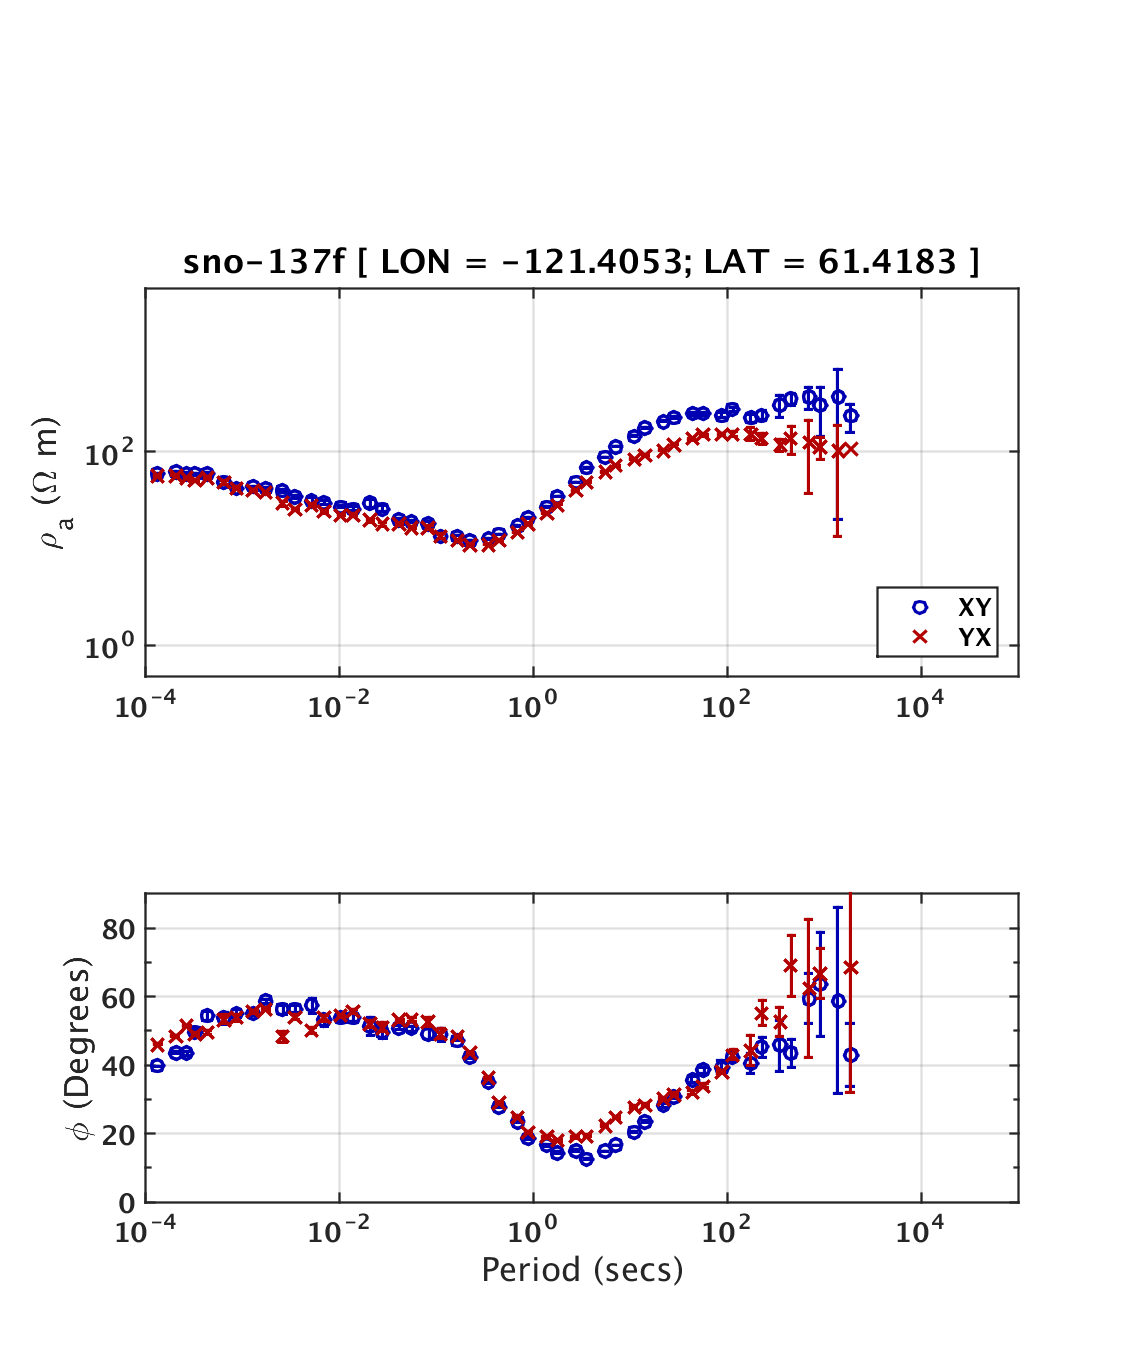 sno-137f [ LON = -121.4053; LAT = 61.4183 ]
ρa (Ω m)
10^2
10^0
XY
YX
10^-4 10^-2 10^0 10^2 10^4
ϕ (Degrees)
80
60
40
20
0
10^-4 10^-2 10^0 10^2 10^4
Period (secs)